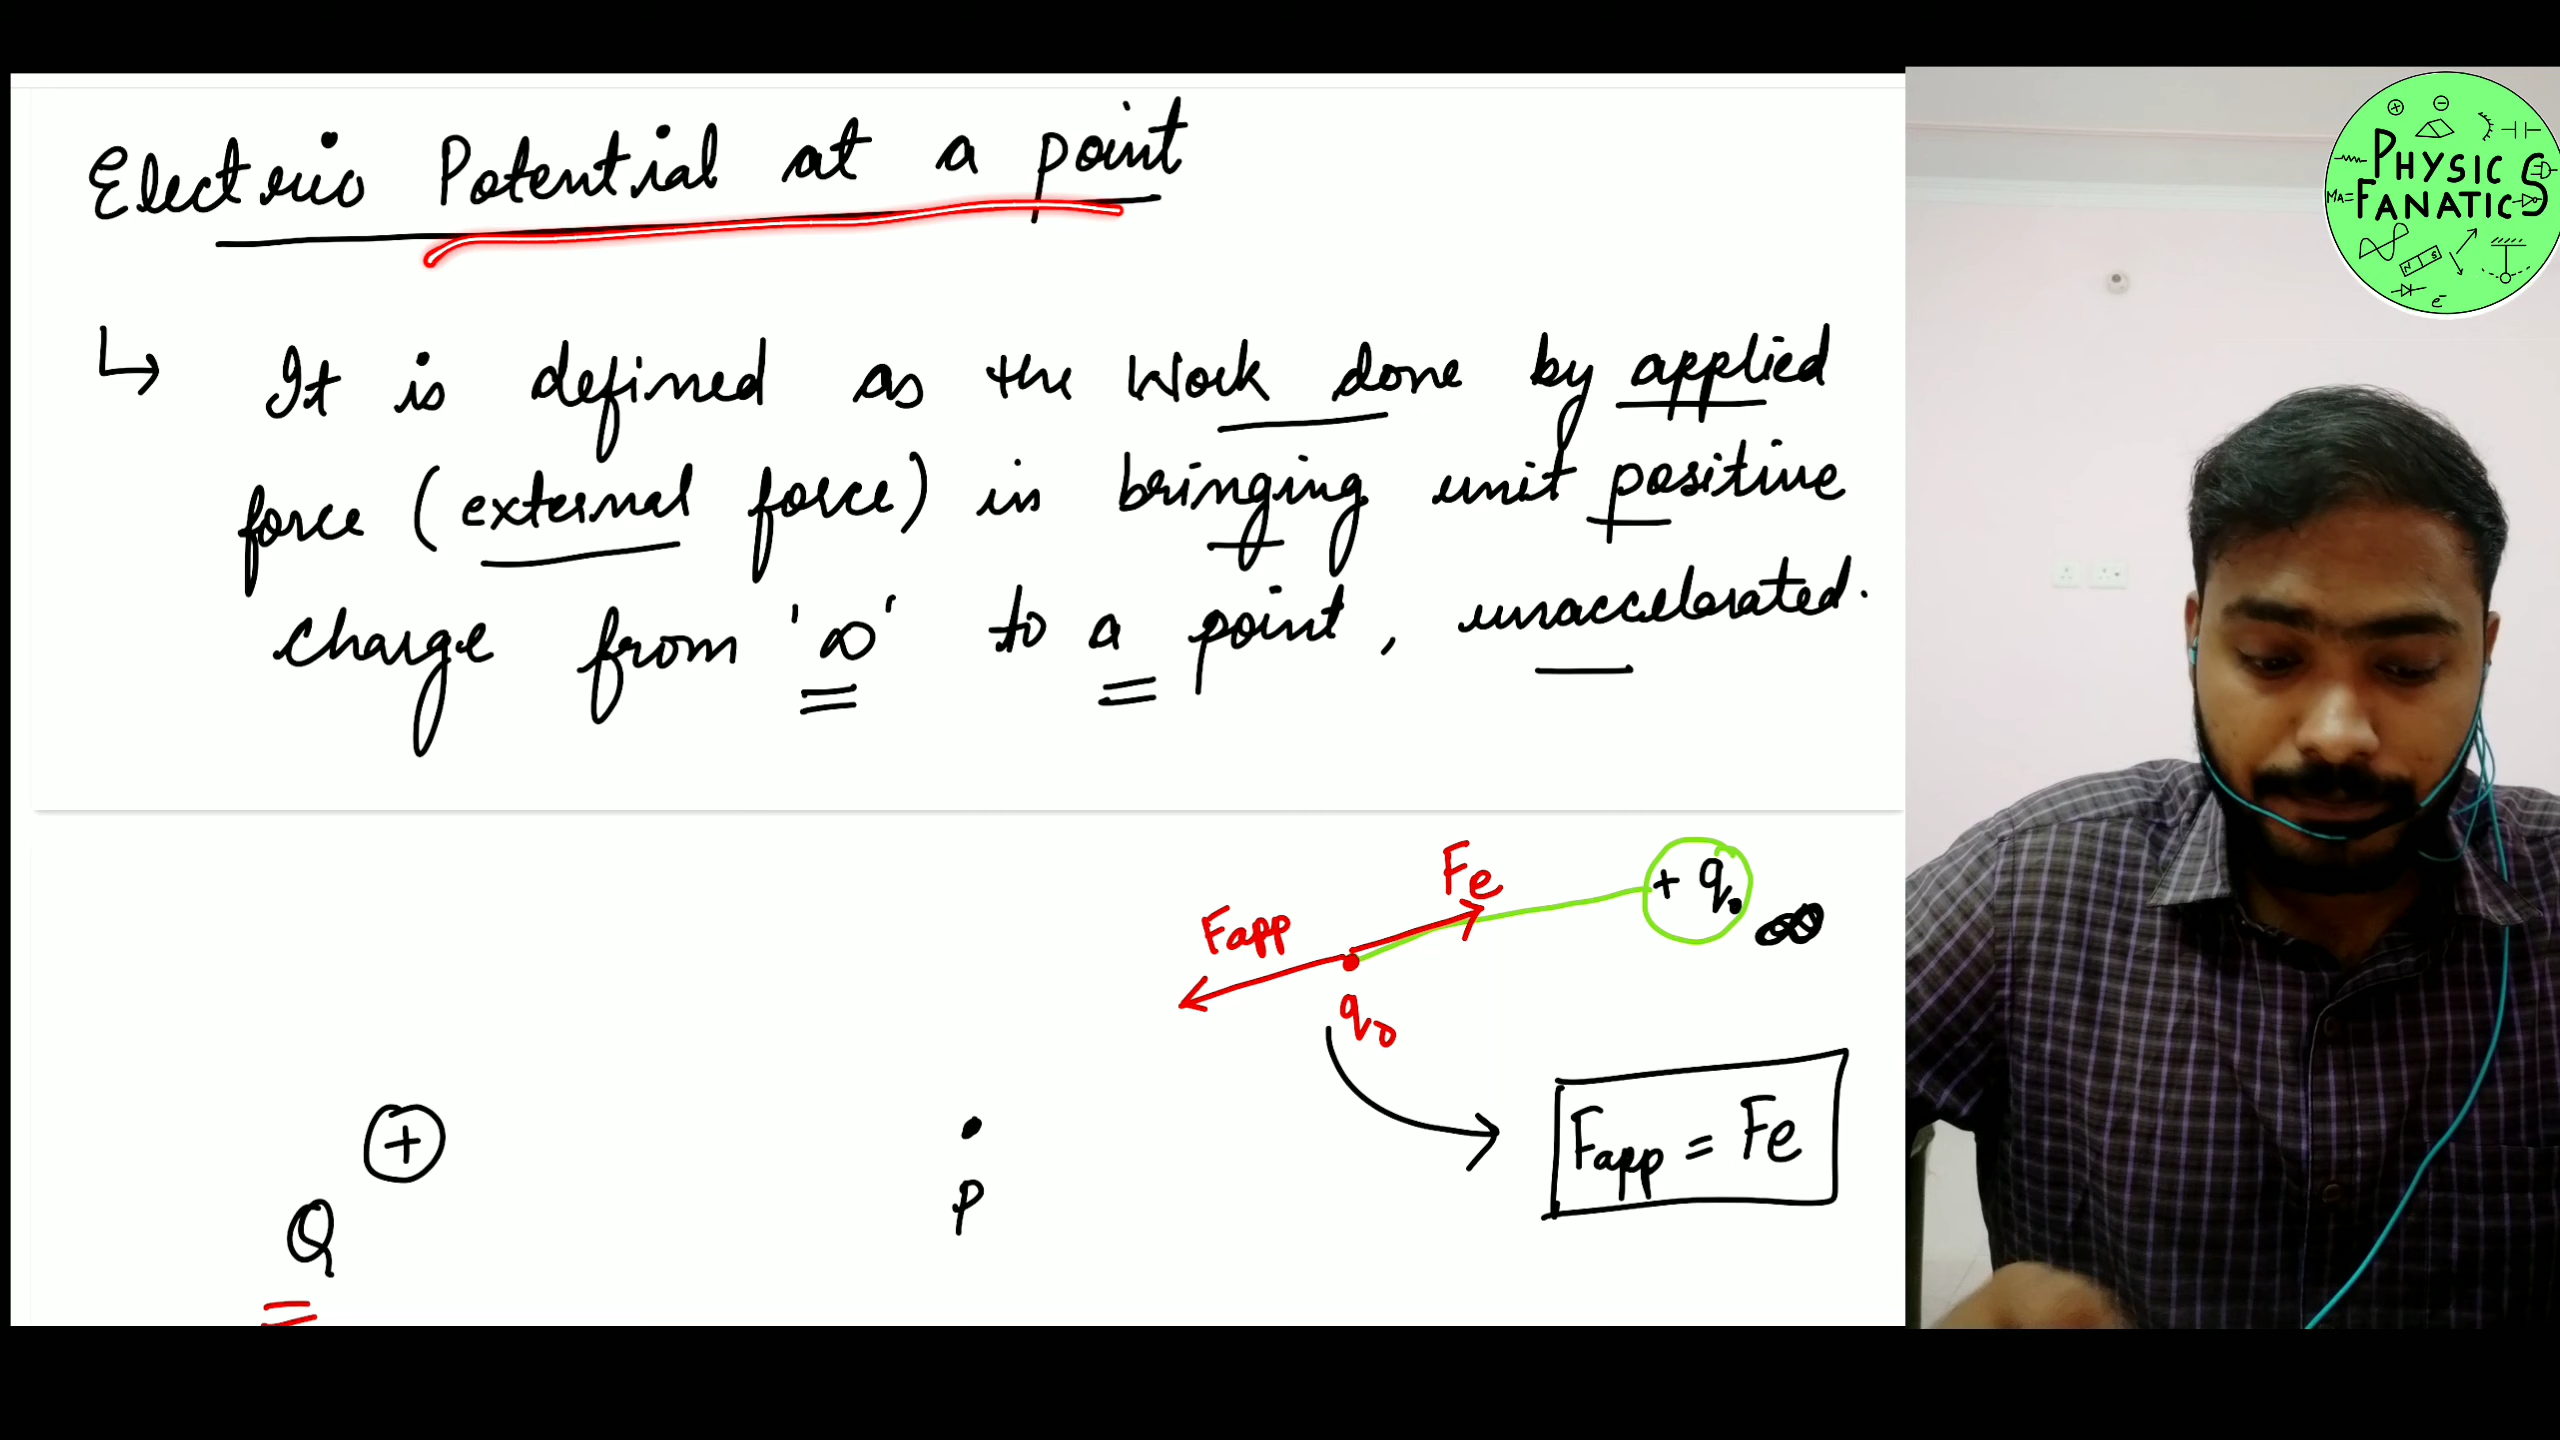 Electric Potential at a point
↳ It is defined as the Work done by applied
force (external force) in bringing unit positive
charge from '∞' to a point, unaccelerated.
Fe
+ q₀
∞
Fapp
q₀
Fapp = Fe
+
P
Q
PHYSICS
FANATICS
MA=
N S
e⁻